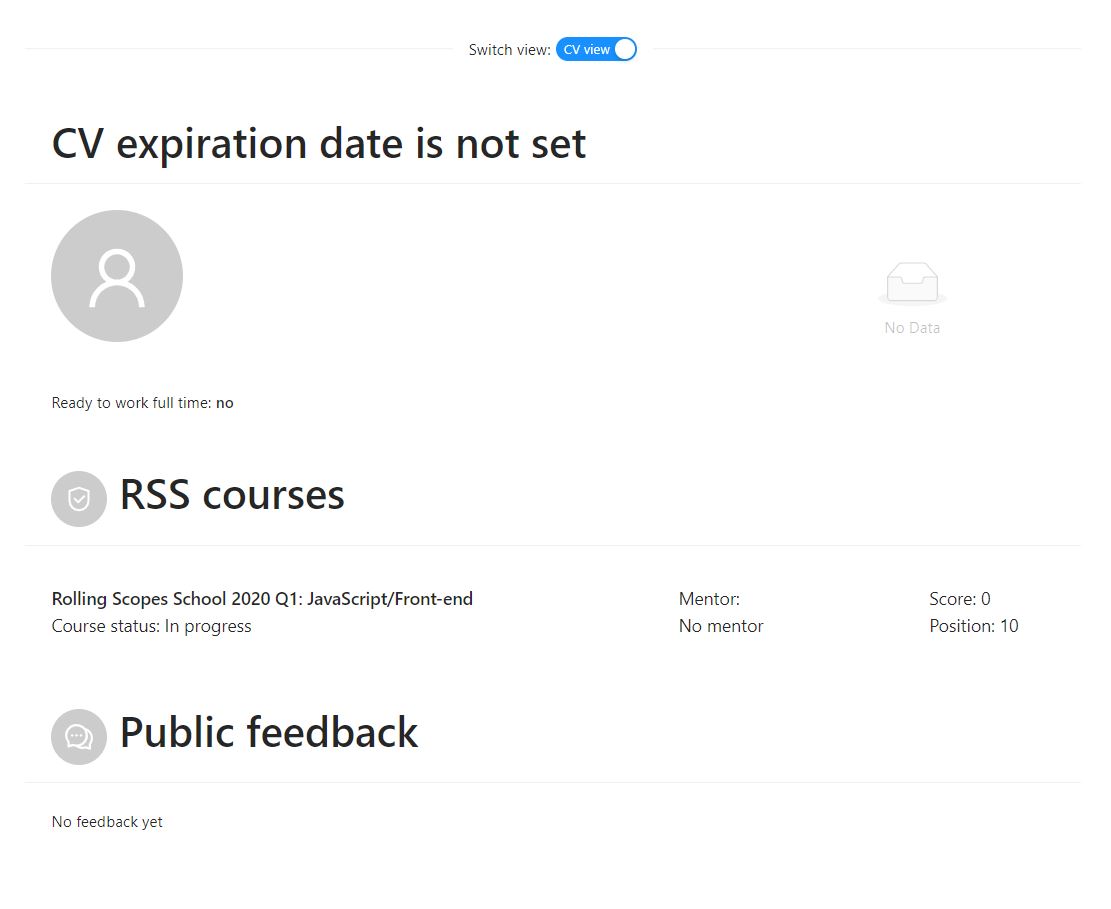 Switch view: CV view
CV expiration date is not set
No Data
Ready to work full time: no
RSS courses
Rolling Scopes School 2020 Q1: JavaScript/Front-end
Course status: In progress
Mentor:
No mentor
Score: 0
Position: 10
Public feedback
No feedback yet